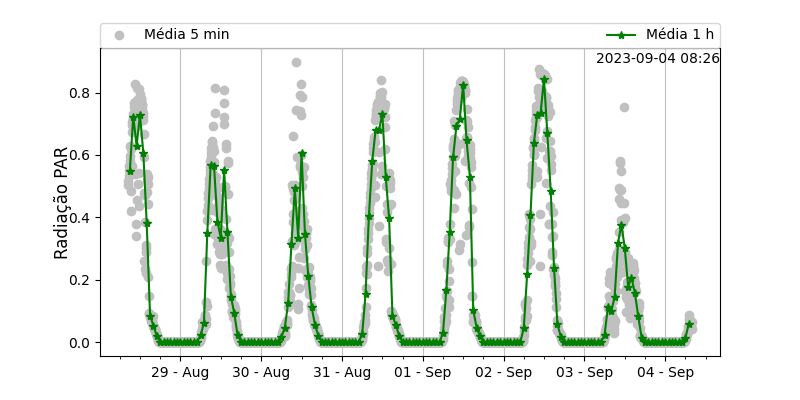 Média 5 min
Média 1 h
2023-09-04 08:26
Radiação PAR
0.8
0.6
0.4
0.2
0.0
29 - Aug
30 - Aug
31 - Aug
01 - Sep
02 - Sep
03 - Sep
04 - Sep